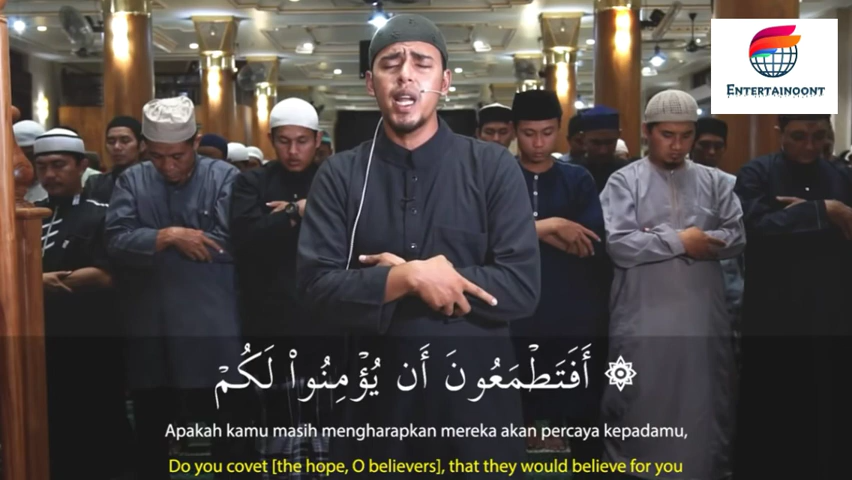 ENTERTAINOONT
۞ أَفَتَطْمَعُونَ أَن يُؤْمِنُوا۟ لَكُمْ
Apakah kamu masih mengharapkan mereka akan percaya kepadamu,
Do you covet [the hope, O believers], that they would believe for you